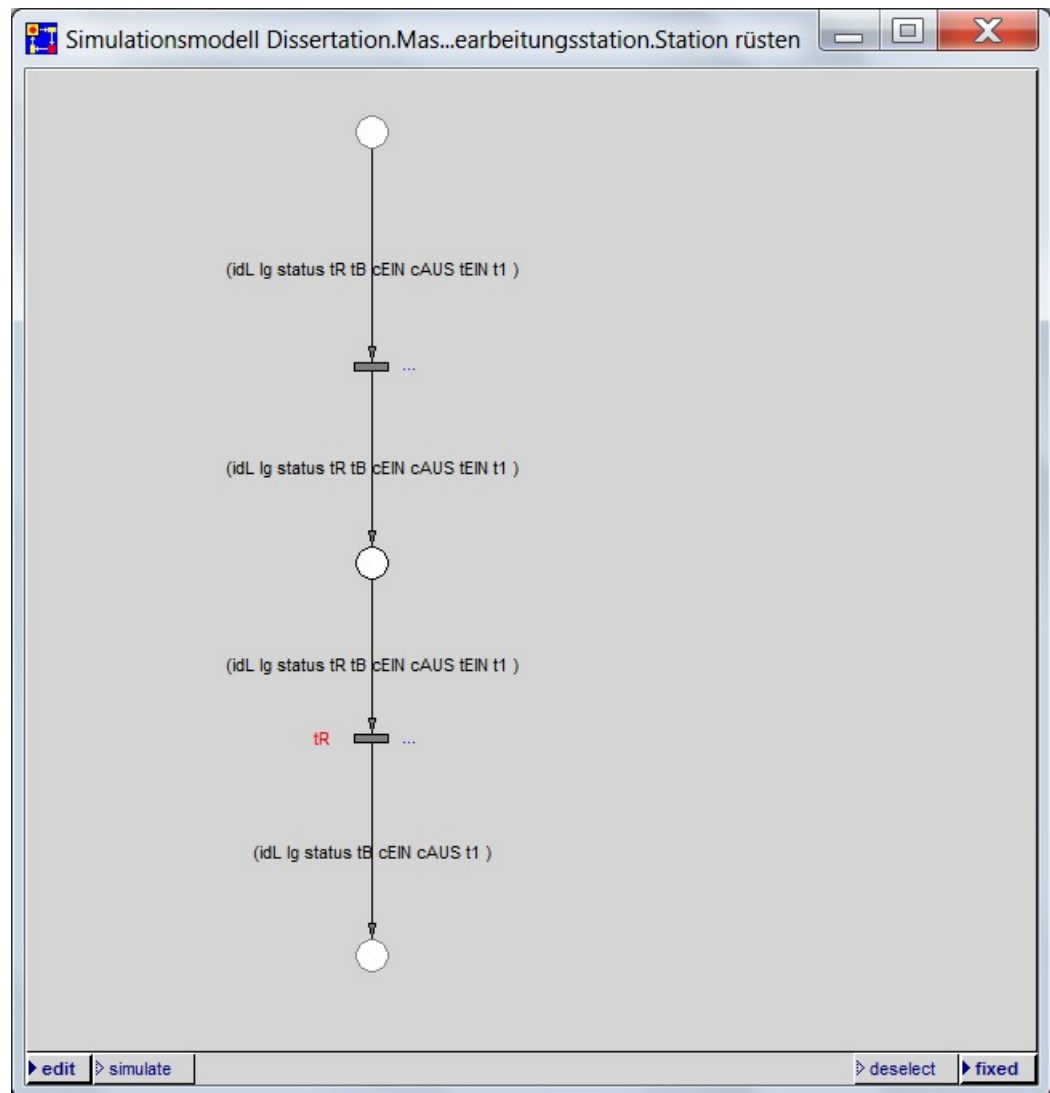 Simulationsmodell Dissertation.Mas...earbeitungsstation.Station rüsten
(idL lg status tR tB cEIN cAUS tEIN t1 )
...
(idL lg status tR tB cEIN cAUS tEIN t1 )
(idL lg status tR tB cEIN cAUS tEIN t1 )
tR ...
(idL lg status tB cEIN cAUS t1 )
edit simulate deselect fixed